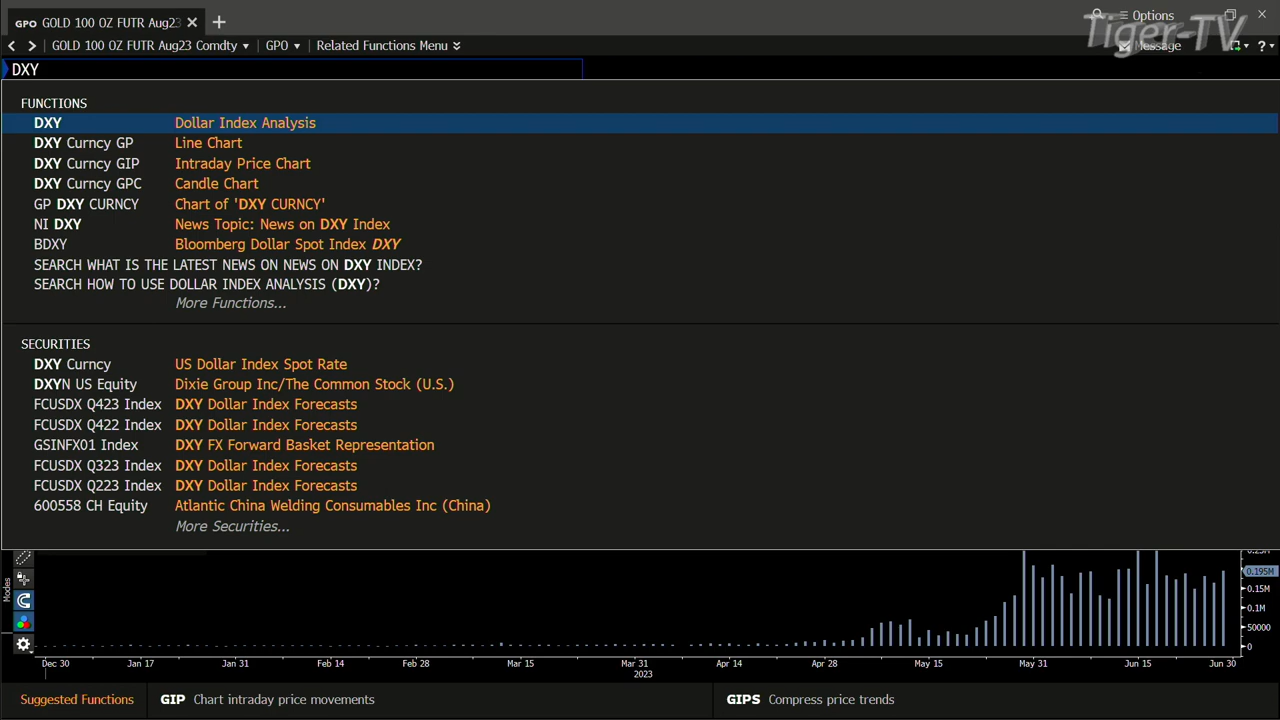 GPO GOLD 100 OZ FUTR Aug23
Options
Tiger-TV
GOLD 100 OZ FUTR Aug23 Comdty GPO Related Functions Menu Message ?
DXY
FUNCTIONS
DXY Dollar Index Analysis
DXY Curncy GP Line Chart
DXY Curncy GIP Intraday Price Chart
DXY Curncy GPC Candle Chart
GP DXY CURNCY Chart of 'DXY CURNCY'
NI DXY News Topic: News on DXY Index
BDXY Bloomberg Dollar Spot Index DXY
SEARCH WHAT IS THE LATEST NEWS ON NEWS ON DXY INDEX?
SEARCH HOW TO USE DOLLAR INDEX ANALYSIS (DXY)?
More Functions...
SECURITIES
DXY Curncy US Dollar Index Spot Rate
DXYN US Equity Dixie Group Inc/The Common Stock (U.S.)
FCUSDX Q423 Index DXY Dollar Index Forecasts
FCUSDX Q422 Index DXY Dollar Index Forecasts
GSINFX01 Index DXY FX Forward Basket Representation
FCUSDX Q323 Index DXY Dollar Index Forecasts
FCUSDX Q223 Index DXY Dollar Index Forecasts
600558 CH Equity Atlantic China Welding Consumables Inc (China)
More Securities...
0.195M
0.15M
0.1M
50000
0
Modes
Dec 30 Jan 17 Jan 31 Feb 14 Feb 28 Mar 15 Mar 31 Apr 14 Apr 28 May 15 May 31 Jun 15 Jun 30
2023
Suggested Functions GIP Chart intraday price movements GIPS Compress price trends